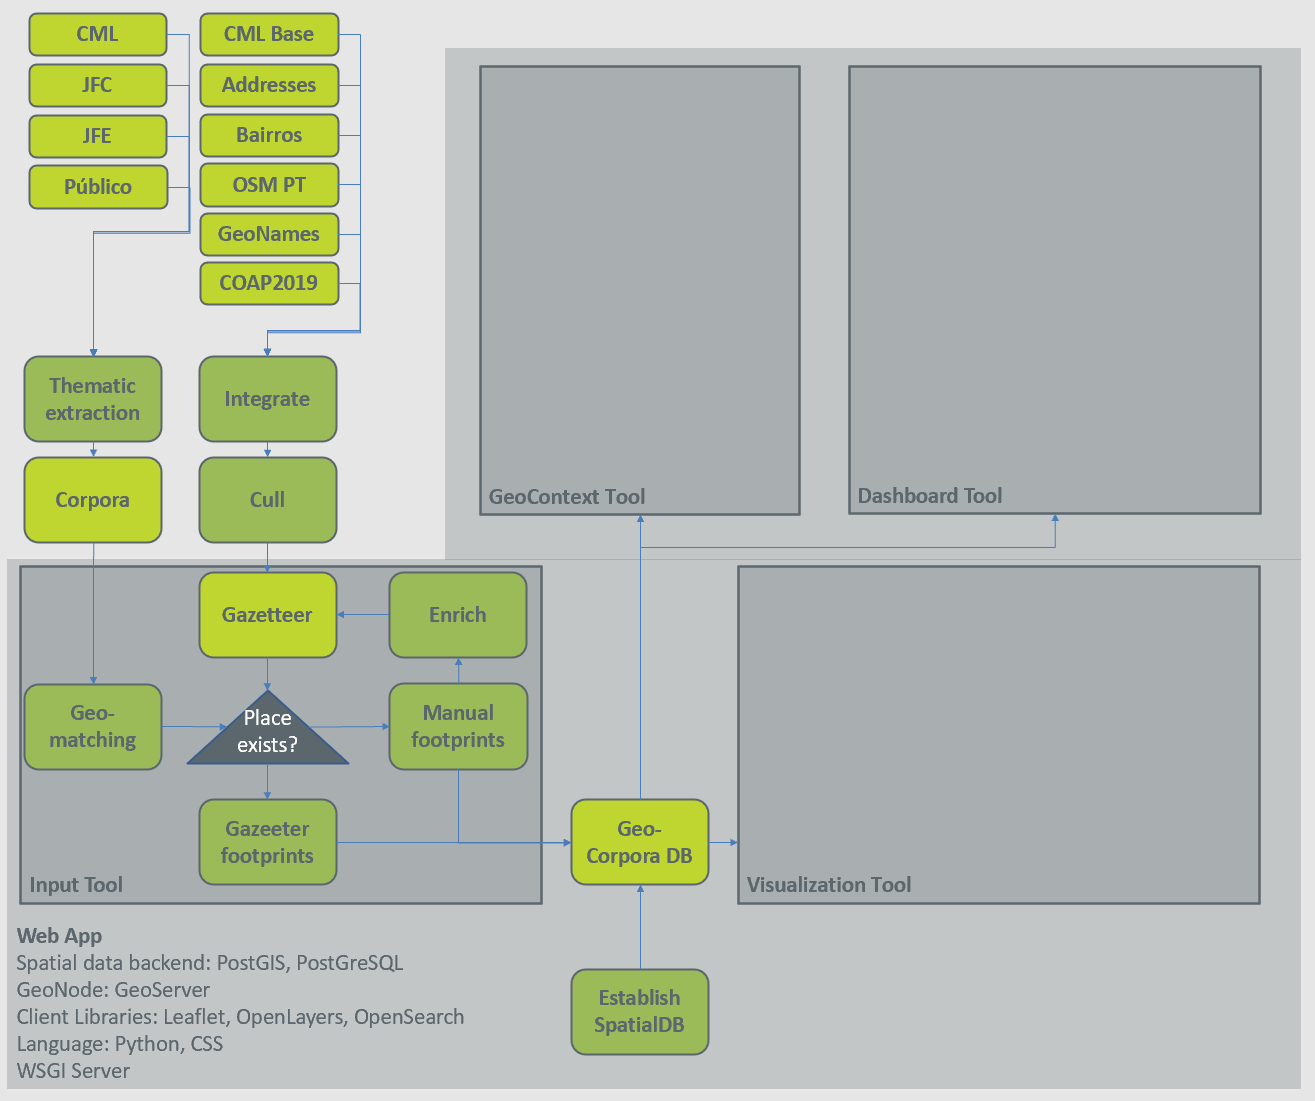 CML
JFC
JFE
Público
CML Base
Addresses
Bairros
OSM PT
GeoNames
COAP2019
Thematic
extraction
Integrate
Corpora
Cull
GeoContext Tool
Dashboard Tool
Gazetteer
Enrich
Geo-
matching
Place
exists?
Manual
footprints
Gazeeter
footprints
Input Tool
Geo-
Corpora DB
Visualization Tool
Establish
SpatialDB
Web App
Spatial data backend: PostGIS, PostGreSQL
GeoNode: GeoServer
Client Libraries: Leaflet, OpenLayers, OpenSearch
Language: Python, CSS
WSGI Server